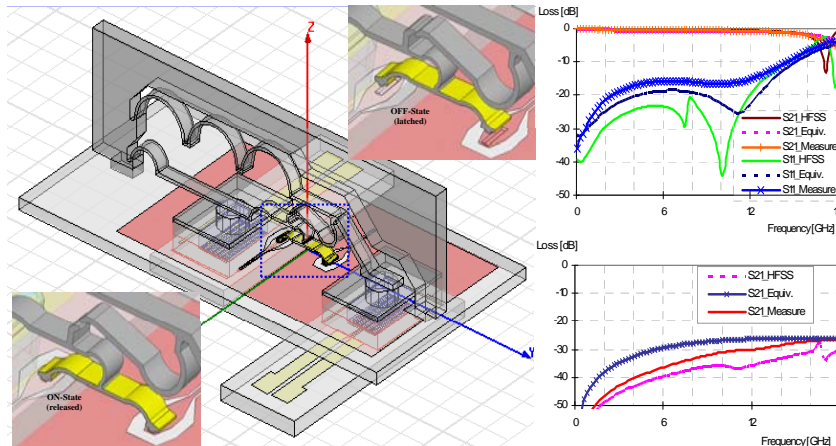 Z
OFF-State
(latched)
ON-State
(released)
Loss [dB]
0
-10
-20
-30
-40
-50
0
6
12
1
S21_HFSS
S21_Equiv.
S21_Measure
S11_HFSS
S11_Equiv.
S11_Measure
Frequency [GHz]
Loss [dB]
0
-10
-20
-30
-40
-50
0
6
12
1
S21_HFSS
S21_Equiv.
S21_Measure
Frequency [GHz]